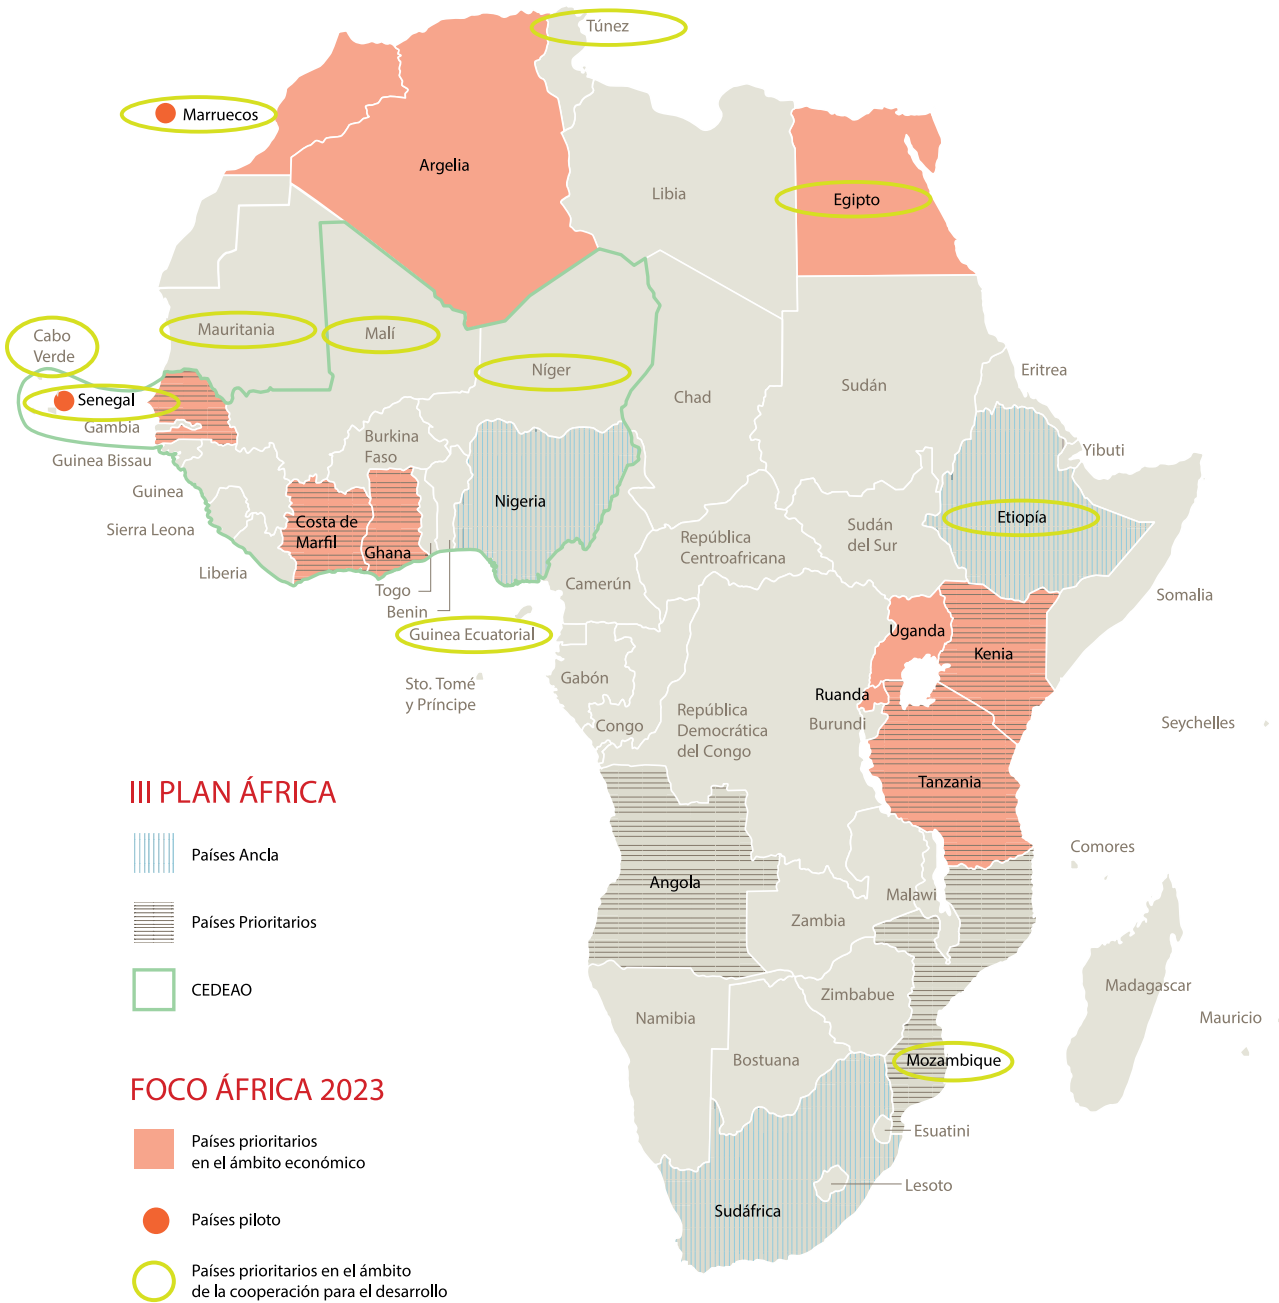 Túnez
Marruecos
Argelia
Libia
Egipto
Mauritania
Malí
Níger
Cabo
Verde
Chad
Sudán
Eritrea
Senegal
Gambia
Burkina
Faso
Yibuti
Guinea Bissau
Guinea
Nigeria
Etiopía
Sierra Leona
Costa de
Marfil
Ghana
República
Centroafricana
Sudán
del Sur
Liberia
Togo
Benin
Camerún
Somalia
Guinea Ecuatorial
Uganda
Kenia
Sto. Tomé
y Príncipe
Gabón
Ruanda
Burundi
Congo
República
Democrática
del Congo
Seychelles
Tanzania
III PLAN ÁFRICA
Países Ancla
Países Prioritarios
CEDEAO
Comores
Angola
Malawi
Zambia
Madagascar
Zimbabue
Mauricio
Namibia
Bostuana
Mozambique
Esuatini
Lesoto
Sudáfrica
FOCO ÁFRICA 2023
Países prioritarios
en el ámbito económico
Países piloto
Países prioritarios en el ámbito
de la cooperación para el desarrollo